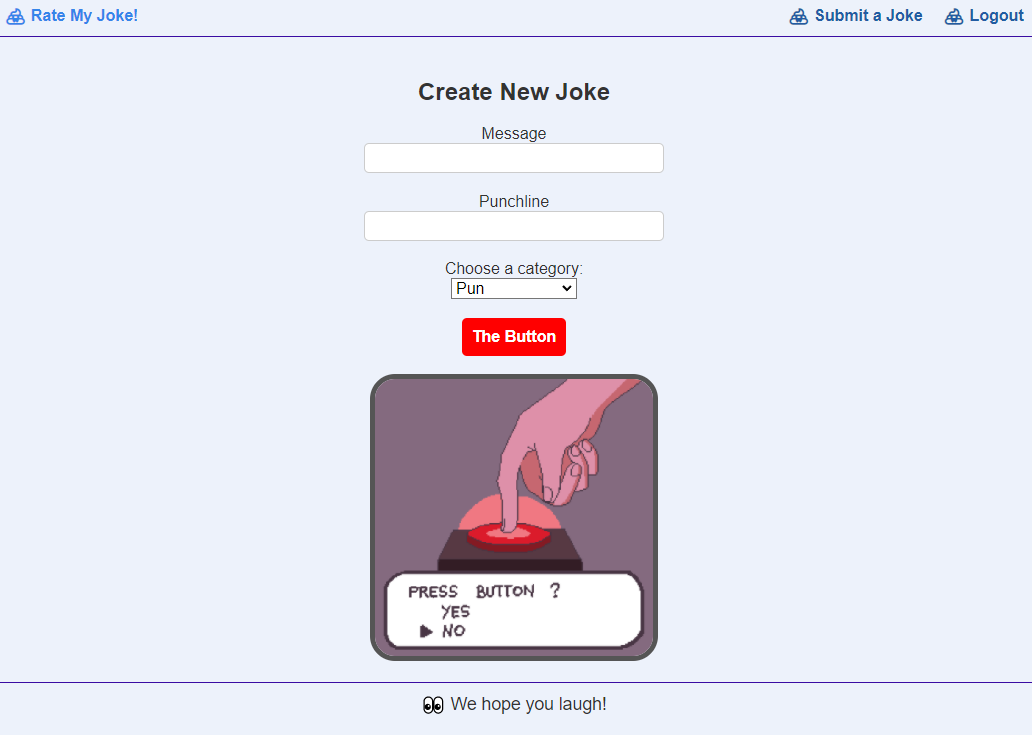 Rate My Joke! Submit a Joke Logout
Create New Joke
Message
Punchline
Choose a category:
Pun
The Button
PRESS BUTTON ?
YES
NO
We hope you laugh!